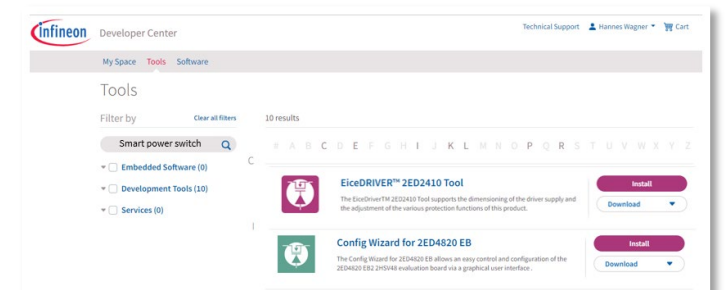 infineon
Developer Center
Technical Support
Hannes Wagner
Cart
My Space Tools Software
Tools
Filter by
Clear all filters
10 results
Smart power switch
# A B C D E F G H I J K L M N O P Q R S T U V W X Y Z
Embedded Software (0)
C
Development Tools (10)
Services (0)
I
EiceDRIVER™ 2ED2410 Tool
The EiceDriverTM 2ED2410 Tool supports the dimensioning of the driver supply and
the adjustment of the various protection functions of this product.
Install
Download
Config Wizard for 2ED4820 EB
The Config Wizard for 2ED4820 EB allows an easy control and configuration of the
2ED4820 EB2 2HSV48 evaluation board via a graphical user interface .
Install
Download